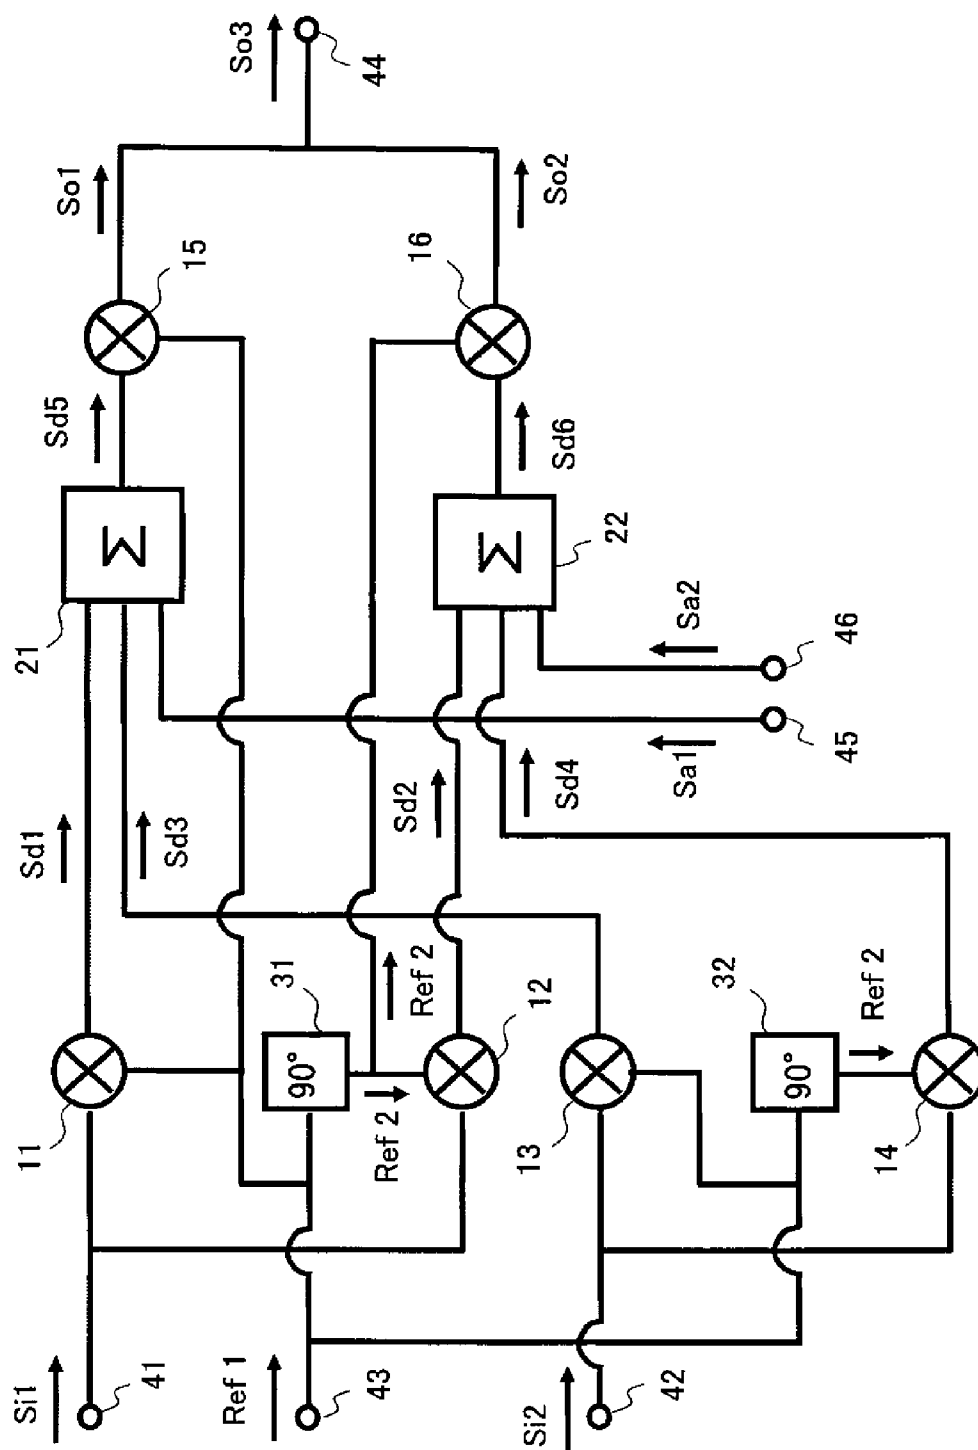 So3
44
So1
So2
15
16
Sd5
Sd6
Σ
21
Σ
22
Sa2
46
Sa1
45
Sd1
Sd3
Sd2
Sd4
11
31
90°
Ref 2
Ref 2
12
13
32
90°
Ref 2
14
Si1
41
Ref 1
43
Si2
42